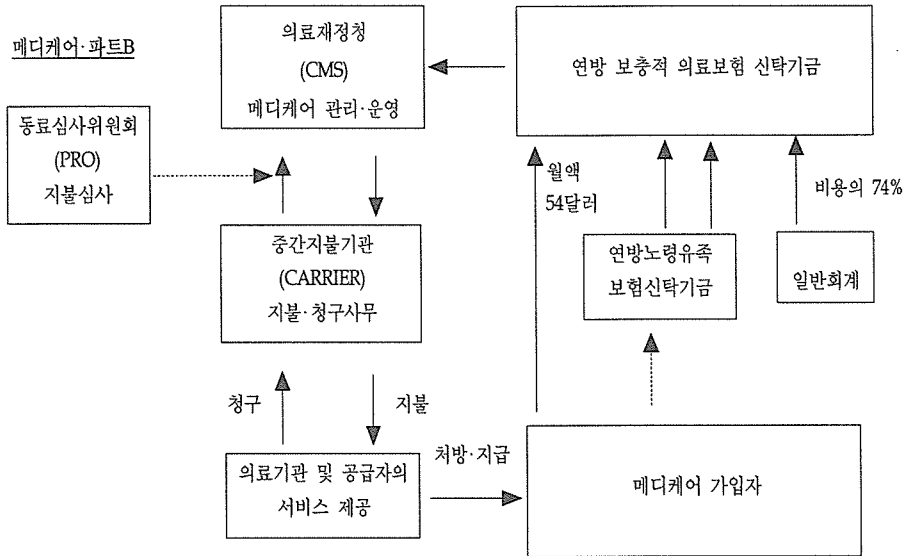 메디케어·파트B
의료재정청
(CMS)
메디케어 관리·운영
연방 보충적 의료보험 신탁기금
동료심사위원회
(PRO)
지불심사
월액
54달러
비용의 74%
중간지불기관
(CARRIER)
지불·청구사무
연방노령유족
보험신탁기금
일반회계
청구
지불
처방·지급
의료기관 및 공급자의
서비스 제공
메디케어 가입자